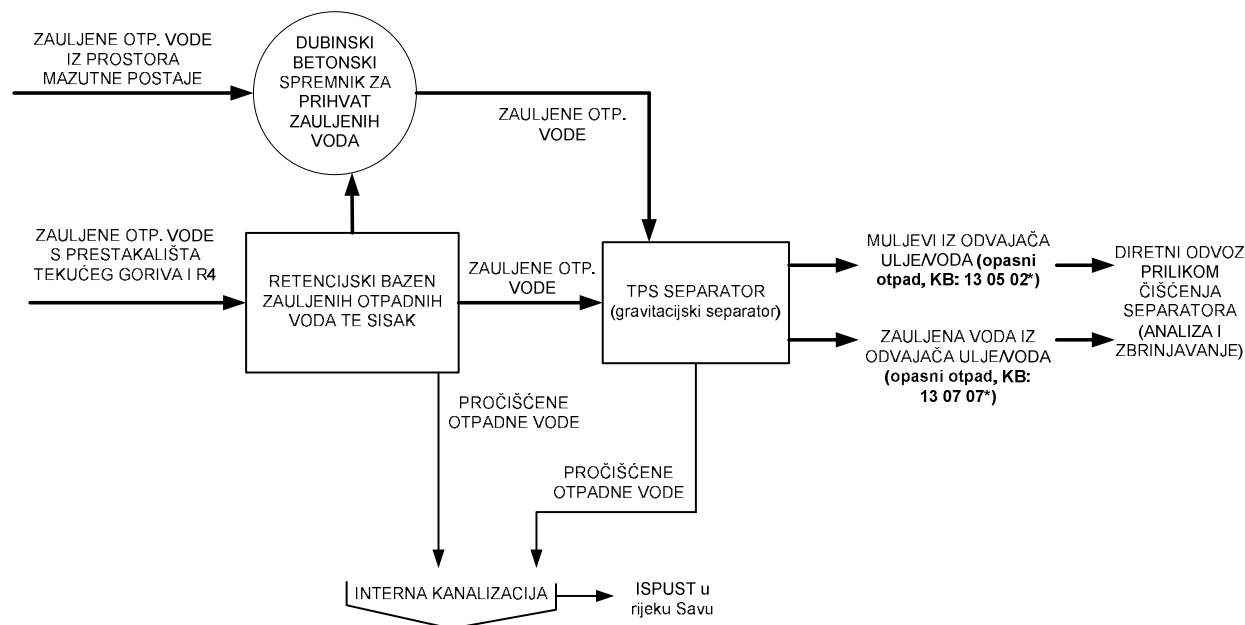 ZAULJENE OTP. VODE
IZ PROSTORA
MAZUTNE POSTAJE
DUBINSKI
BETONSKI
SPREMNIK ZA
PRIHVAT
ZAULJENIH
VODA
ZAULJENE OTP.
VODE
ZAULJENE OTP. VODE
S PRESTAKALIŠTA
TEKUĆEG GORIVA I R4
RETENCIJSKI BAZEN
ZAULJENIH OTPADNIH
VODA TE SISAK
ZAULJENE OTP.
VODE
TPS SEPARATOR
(gravitacijski separator)
MULJEVI IZ ODVAJAČA
ULJE/VODA (opasni
otpad, KB: 13 05 02*)
ZAULJENA VODA IZ
ODVAJAČA ULJE/VODA
(opasni otpad, KB:
13 07 07*)
DIRETNI ODVOZ
PRILIKOM
ČIŠĆENJA
SEPARATORA
(ANALIZA I
ZBRINJAVANJE)
PROČIŠĆENE
OTPADNE VODE
PROČIŠĆENE
OTPADNE VODE
INTERNA KANALIZACIJA
ISPUST u
rijeku Savu